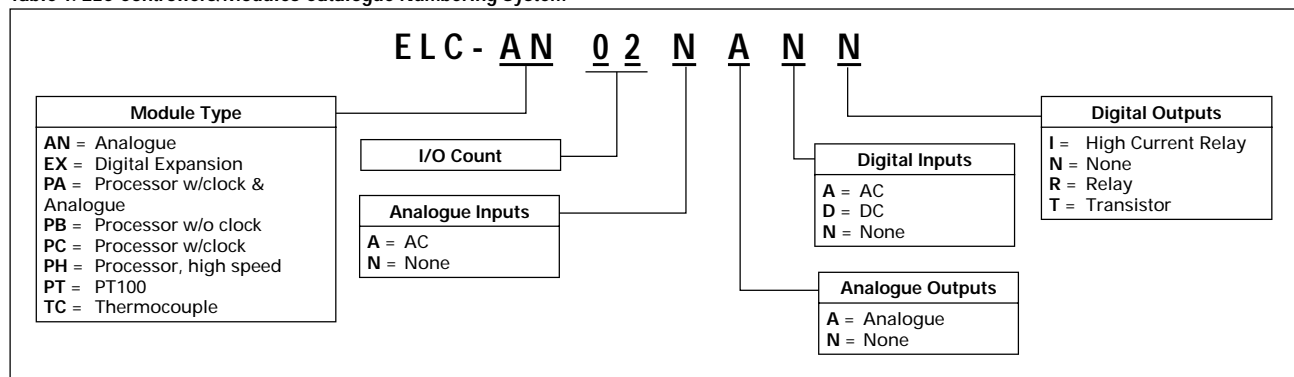 Table 1. ELC Controllers/Modules Catalogue Numbering System
ELC-AN 02 N A N N
Module Type
AN = Analogue
EX = Digital Expansion
PA = Processor w/clock &
Analogue
PB = Processor w/o clock
PC = Processor w/clock
PH = Processor, high speed
PT = PT100
TC = Thermocouple
I/O Count
Analogue Inputs
A = AC
N = None
Digital Inputs
A = AC
D = DC
N = None
Analogue Outputs
A = Analogue
N = None
Digital Outputs
I = High Current Relay
N = None
R = Relay
T = Transistor